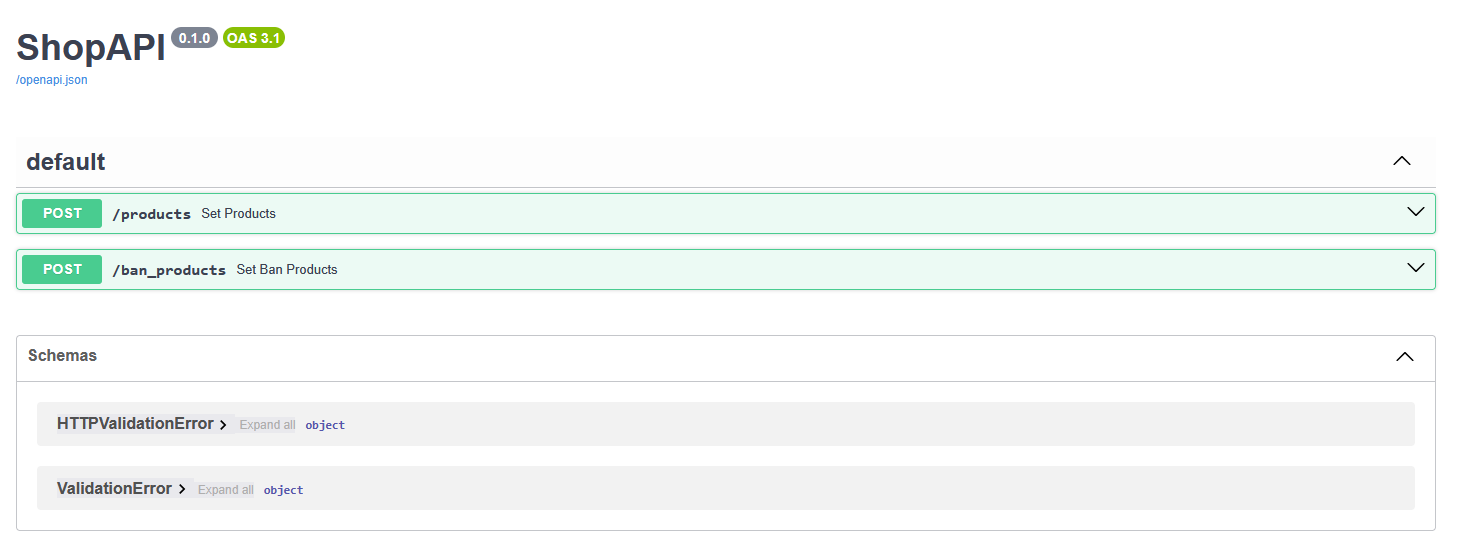 ShopAPI 0.1.0 OAS 3.1
/openapi.json
default
POST /products Set Products
POST /ban_products Set Ban Products
Schemas
HTTPValidationError Expand all object
ValidationError Expand all object